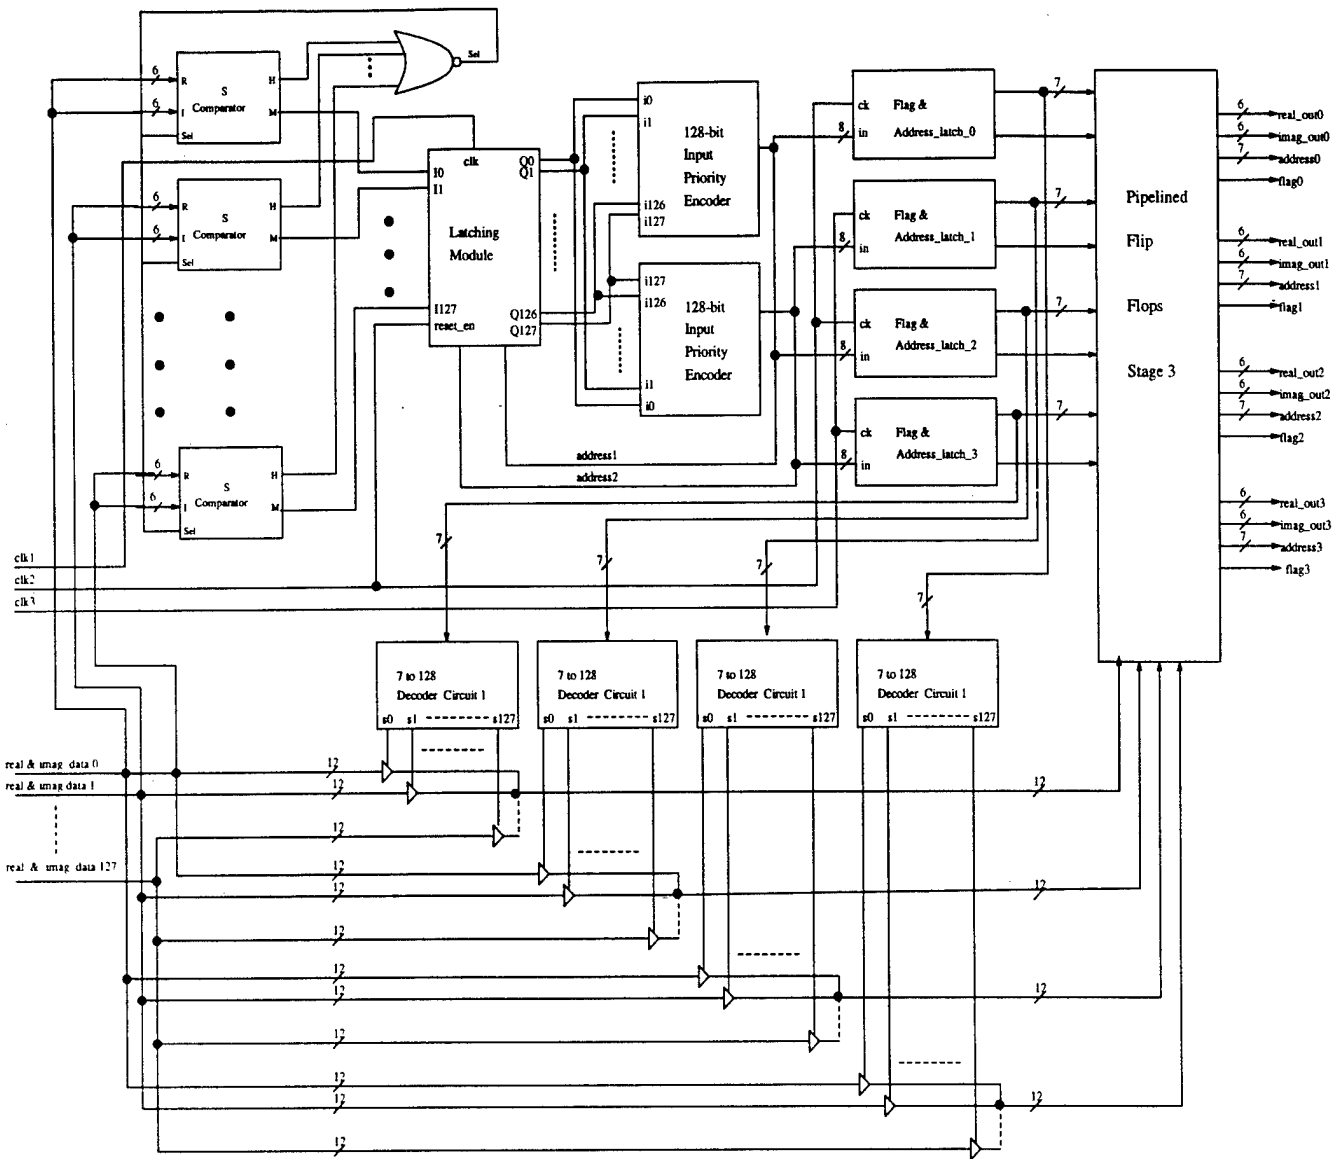 Sel
6
R
S
Comparator
H
6
I
M
Sel
6
R
S
Comparator
H
6
I
M
Sel
6
R
S
Comparator
H
6
I
M
Sel
clk
I0
I1
Latching
Module
I127
reset_en
Q0
Q1
Q126
Q127
i0
i1
128-bit
Input
Priority
Encoder
i126
i127
i127
i126
128-bit
Input
Priority
Encoder
i1
i0
address1
address2
ck
Flag &
8
in
Address_latch_0
7
ck
Flag &
8
in
Address_latch_1
7
ck
Flag &
8
in
Address_latch_2
7
ck
Flag &
8
in
Address_latch_3
7
Pipelined
Flip
Flops
Stage 3
6
real_out0
6
imag_out0
7
address0
flag0
6
real_out1
6
imag_out1
7
address1
flag1
6
real_out2
6
imag_out2
7
address2
flag2
6
real_out3
6
imag_out3
7
address3
flag3
clk1
clk2
clk3
7
7
7
7
7 to 128
Decoder Circuit 1
s0 s1 s127
7 to 128
Decoder Circuit 1
s0 s1 s127
7 to 128
Decoder Circuit 1
s0 s1 s127
7 to 128
Decoder Circuit 1
s0 s1 s127
real & imag data 0
12
real & imag data 1
12
12
12
real & imag data 127
12
12
12
12
12
12
12
12
12
12
12
12